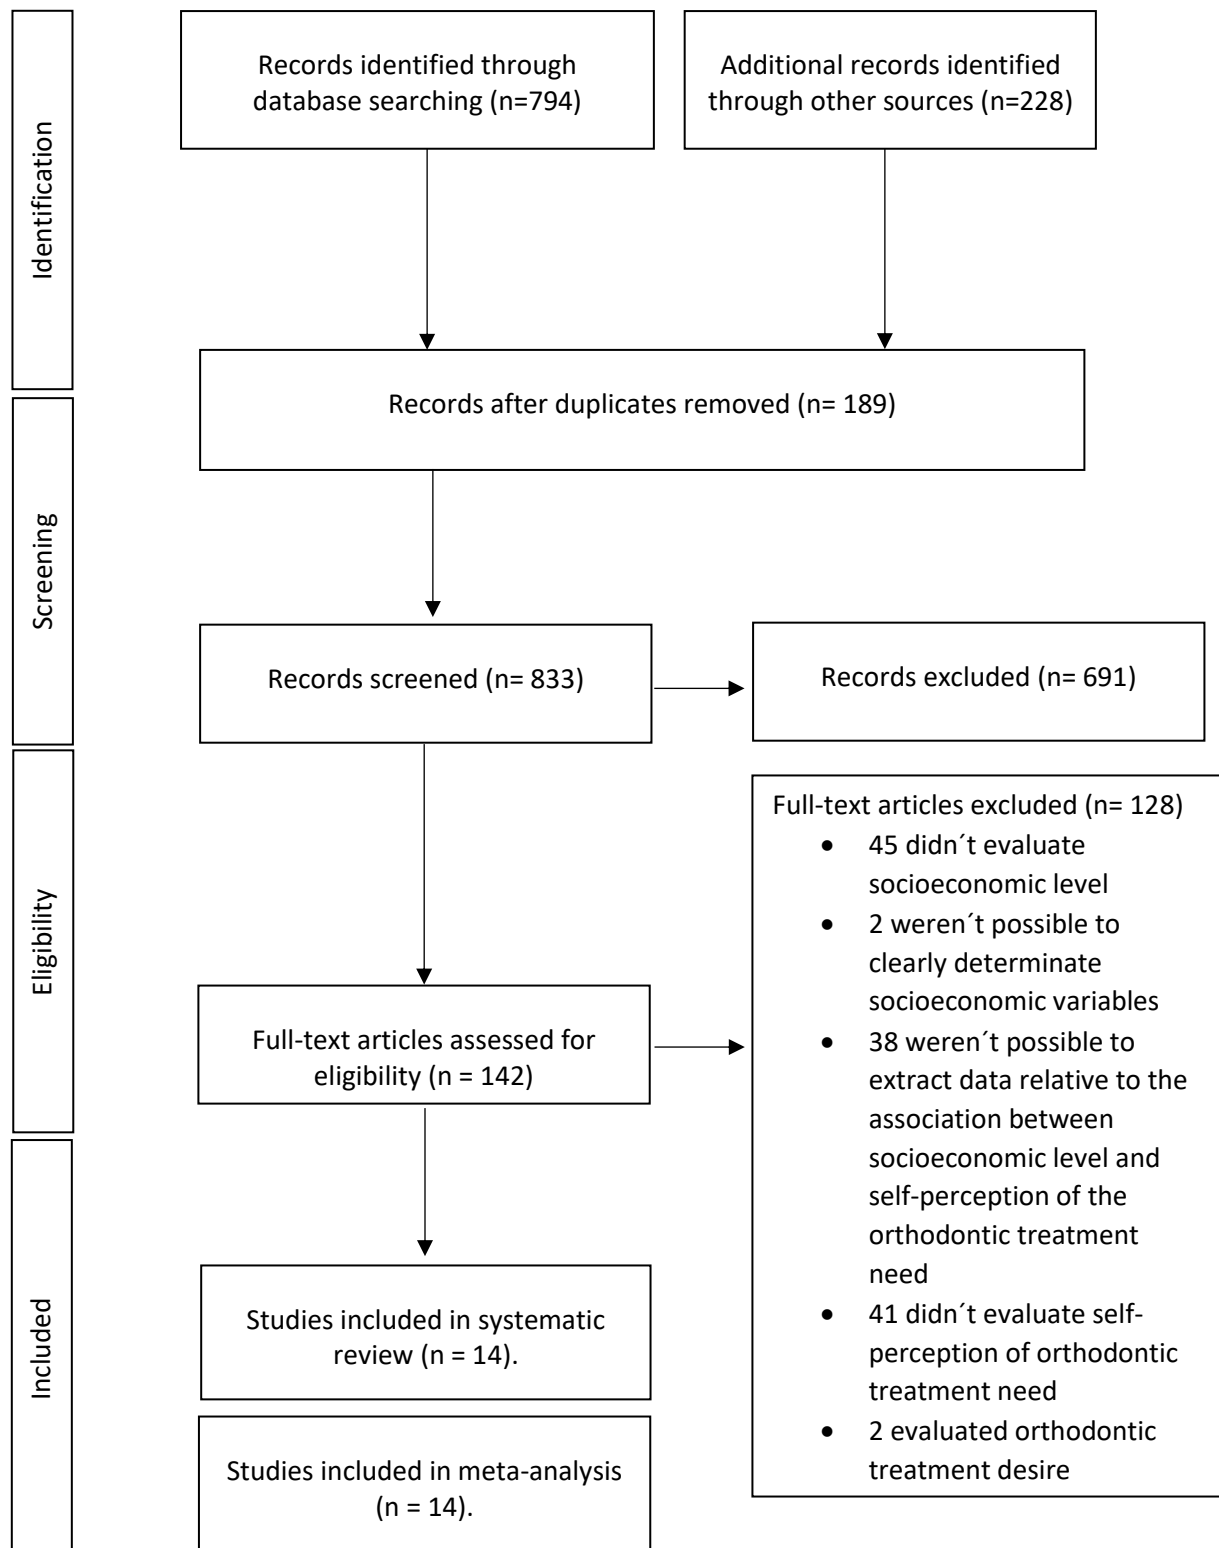 Identification
Records identified through
database searching (n=794)
Additional records identified
through other sources (n=228)
Records after duplicates removed (n= 189)
Screening
Records screened (n= 833)
Records excluded (n= 691)
Eligibility
Full-text articles assessed for
eligibility (n = 142)
Full-text articles excluded (n= 128)
• 45 didn´t evaluate
socioeconomic level
• 2 weren´t possible to
clearly determinate
socioeconomic variables
• 38 weren´t possible to
extract data relative to the
association between
socioeconomic level and
self-perception of the
orthodontic treatment
need
• 41 didn´t evaluate self-
perception of orthodontic
treatment need
• 2 evaluated orthodontic
treatment desire
Included
Studies included in systematic
review (n = 14).
Studies included in meta-analysis
(n = 14).